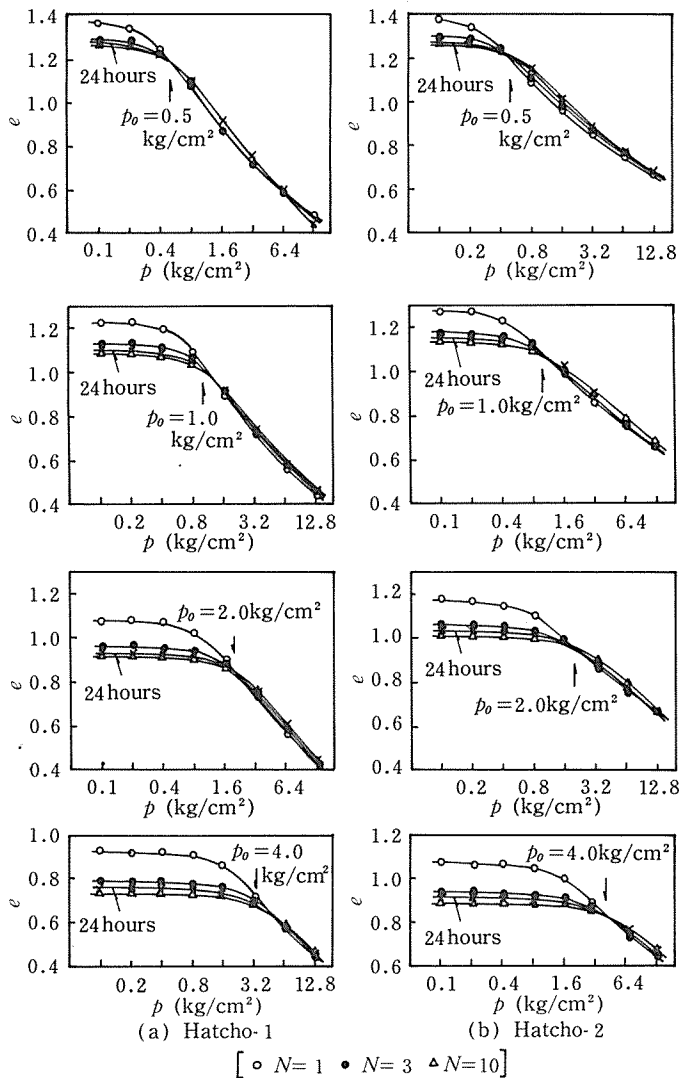 1.4
1.2
1.0
0.8
0.6
0.4
e
24 hours
p₀ = 0.5
kg/cm²
0.1 0.4 1.6 6.4
p (kg/cm²)
1.4
1.2
1.0
0.8
0.6
0.4
e
24 hours
p₀ = 0.5
kg/cm²
0.2 0.8 3.2 12.8
p (kg/cm²)
1.2
1.0
0.8
0.6
0.4
e
24 hours
p₀ = 1.0
kg/cm²
0.2 0.8 3.2 12.8
p (kg/cm²)
1.2
1.0
0.8
0.6
0.4
e
24 hours
p₀ = 1.0kg/cm²
0.1 0.4 1.6 6.4
p (kg/cm²)
1.2
1.0
0.8
0.6
0.4
e
p₀ = 2.0kg/cm²
24 hours
0.1 0.4 1.6 6.4
p (kg/cm²)
1.2
1.0
0.8
0.6
0.4
e
24 hours
p₀ = 2.0kg/cm²
0.2 0.8 3.2 12.8
p (kg/cm²)
1.0
0.8
0.6
0.4
e
p₀ = 4.0
kg/cm²
24 hours
0.2 0.8 3.2 12.8
p (kg/cm²)
(a) Hatcho-1
1.2
1.0
0.8
0.6
e
p₀ = 4.0kg/cm²
24 hours
0.1 0.4 1.6 6.4
p (kg/cm²)
(b) Hatcho-2
[ ○ N= 1 ● N= 3 △ N=10 ]